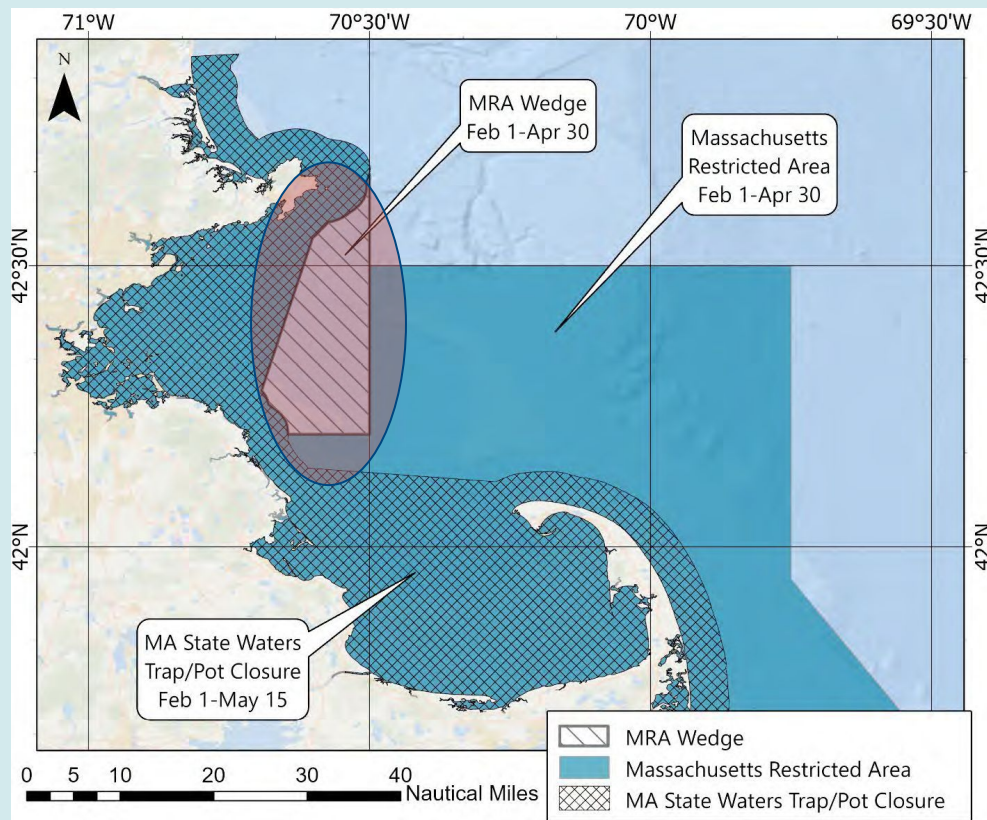 71°W
70°30'W
70°W
69°30'W
N
MRA Wedge
Feb 1-Apr 30
Massachusetts
Restricted Area
Feb 1-Apr 30
42°30'N
42°30'N
42°N
42°N
MA State Waters
Trap/Pot Closure
Feb 1-May 15
MRA Wedge
Massachusetts Restricted Area
MA State Waters Trap/Pot Closure
0 5 10 20 30 40
Nautical Miles